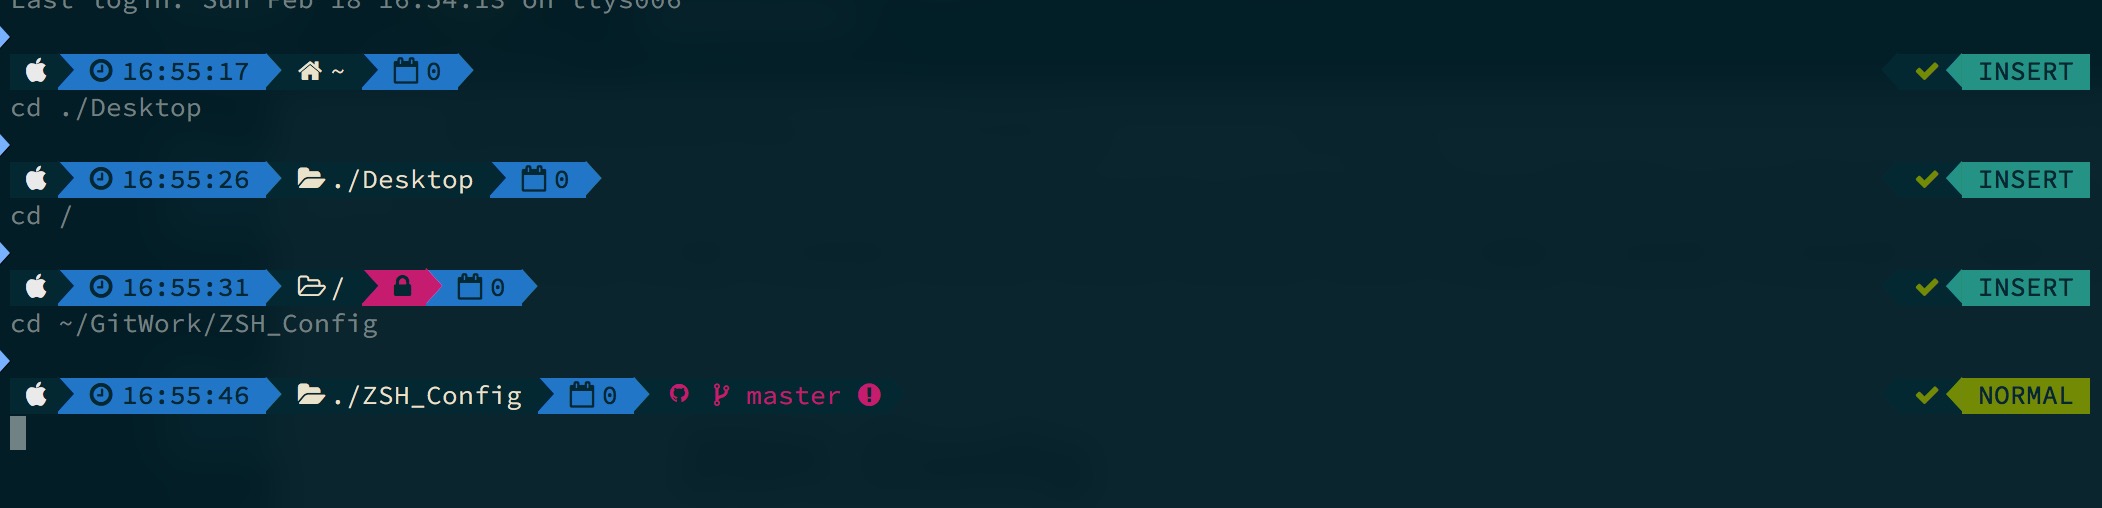 Last login: Sun Feb 18 16:54:13 on ttys006
16:55:17 ~ 0 INSERT
cd ./Desktop
16:55:26 ./Desktop 0 INSERT
cd /
16:55:31 / 0 INSERT
cd ~/GitWork/ZSH_Config
16:55:46 ./ZSH_Config 0 master NORMAL